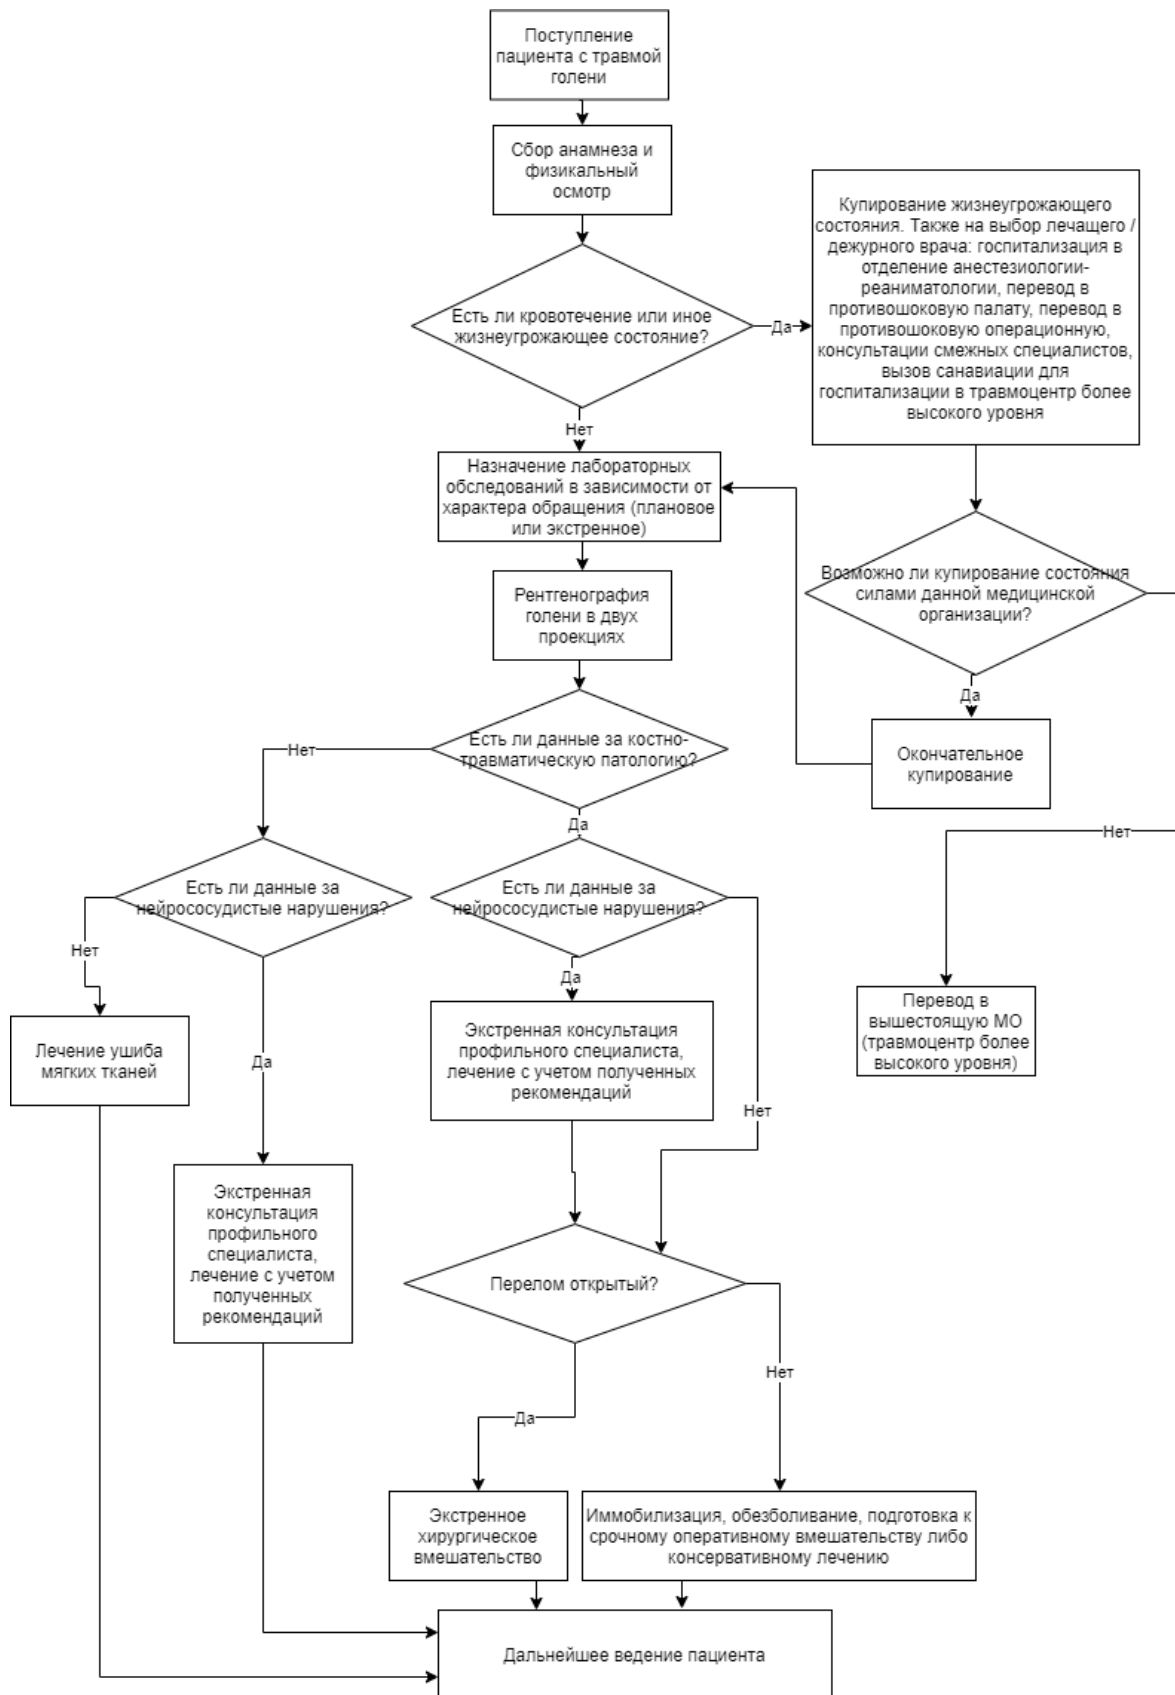 Поступление
пациента с травмой
голени
Сбор анамнеза и
физикальный
осмотр
Есть ли кровотечение или иное
жизнеугрожающее состояние?
Да
Купирование жизнеугрожающего
состояния. Также на выбор лечащего /
дежурного врача: госпитализация в
отделение анестезиологии-
реаниматологии, перевод в
противошоковую палату, перевод в
противошоковую операционную,
консультации смежных специалистов,
вызов санавиации для
госпитализации в травмоцентр более
высокого уровня
Нет
Назначение лабораторных
обследований в зависимости от
характера обращения (плановое
или экстренное)
Возможно ли купирование состояния
силами данной медицинской
организации?
Рентгенография
голени в двух
проекциях
Да
Окончательное
купирование
Есть ли данные за костно-
травматическую патологию?
Нет
Да
Нет
Есть ли данные за
нейрососудистые нарушения?
Есть ли данные за
нейрососудистые нарушения?
Нет
Да
Перевод в
вышестоящую МО
(травмоцентр более
высокого уровня)
Лечение ушиба
мягких тканей
Да
Экстренная консультация
профильного специалиста,
лечение с учетом полученных
рекомендаций
Нет
Экстренная
консультация
профильного
специалиста,
лечение с учетом
полученных
рекомендаций
Перелом открытый?
Нет
Да
Экстренное
хирургическое
вмешательство
Иммобилизация, обезболивание, подготовка к
срочному оперативному вмешательству либо
консервативному лечению
Дальнейшее ведение пациента